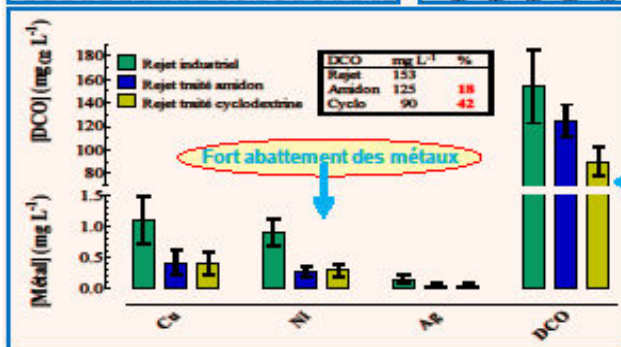 [DCO] (mg O2 L-1)
180
160
140
120
100
80
[Métal] (mg L-1)
1.5
1.0
0.5
0.0
Rejet industriel
Rejet traité amidon
Rejet traité cyclodextrine
DCO mg L-1 %
Rejet 153
Amidon 125 18
Cyclo 90 42
Fort abattement des métaux
Cu
Ni
Ag
DCO